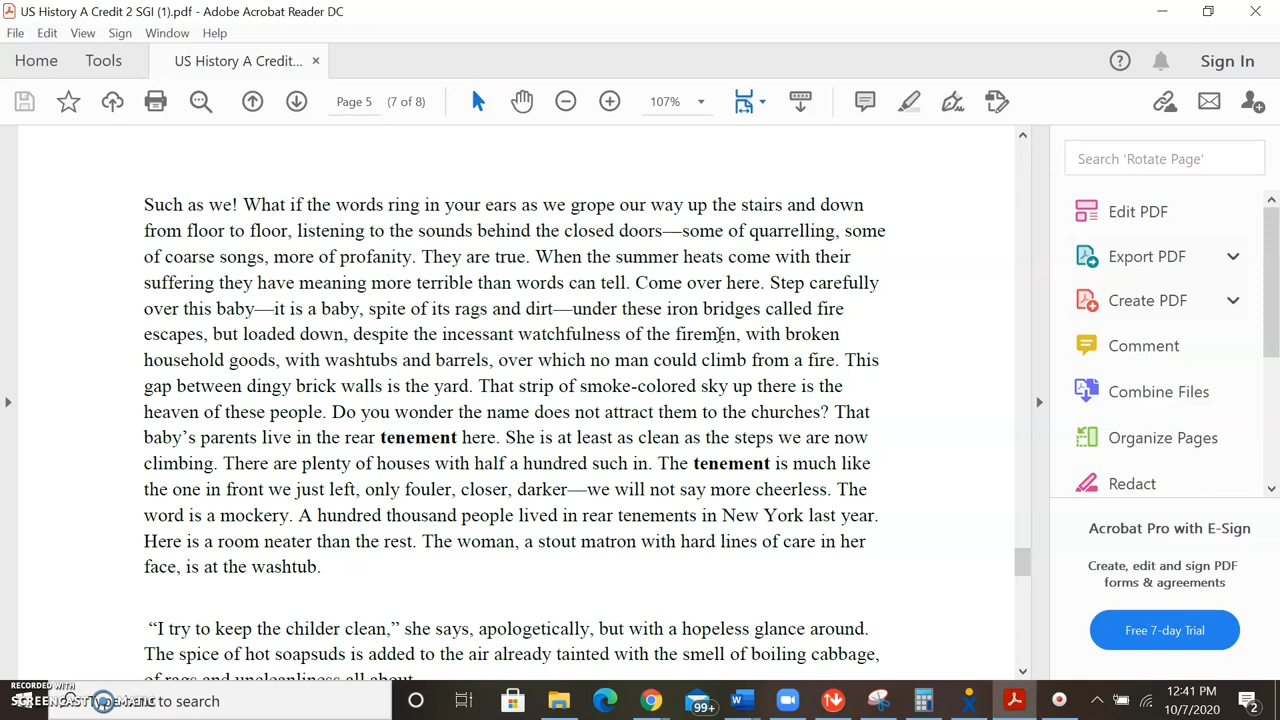 US History A Credit 2 SGI (1).pdf - Adobe Acrobat Reader DC
File Edit View Sign Window Help
Home Tools US History A Credit... × Sign In
Page 5 (7 of 8) 107%
Such as we! What if the words ring in your ears as we grope our way up the stairs and down
from floor to floor, listening to the sounds behind the closed doors—some of quarrelling, some
of coarse songs, more of profanity. They are true. When the summer heats come with their
suffering they have meaning more terrible than words can tell. Come over here. Step carefully
over this baby—it is a baby, spite of its rags and dirt—under these iron bridges called fire
escapes, but loaded down, despite the incessant watchfulness of the firemen, with broken
household goods, with washtubs and barrels, over which no man could climb from a fire. This
gap between dingy brick walls is the yard. That strip of smoke-colored sky up there is the
heaven of these people. Do you wonder the name does not attract them to the churches? That
baby’s parents live in the rear tenement here. She is at least as clean as the steps we are now
climbing. There are plenty of houses with half a hundred such in. The tenement is much like
the one in front we just left, only fouler, closer, darker—we will not say more cheerless. The
word is a mockery. A hundred thousand people lived in rear tenements in New York last year.
Here is a room neater than the rest. The woman, a stout matron with hard lines of care in her
face, is at the washtub.
“I try to keep the childer clean,” she says, apologetically, but with a hopeless glance around.
The spice of hot soapsuds is added to the air already tainted with the smell of boiling cabbage,
of rags and uncleanliness all about.
Search 'Rotate Page'
Edit PDF
Export PDF
Create PDF
Comment
Combine Files
Organize Pages
Redact
Acrobat Pro with E-Sign
Create, edit and sign PDF
forms & agreements
Free 7-day Trial
RECORDED WITH
SCREENCAST MATIC
Type to search
99+
12:41 PM
10/7/2020
2